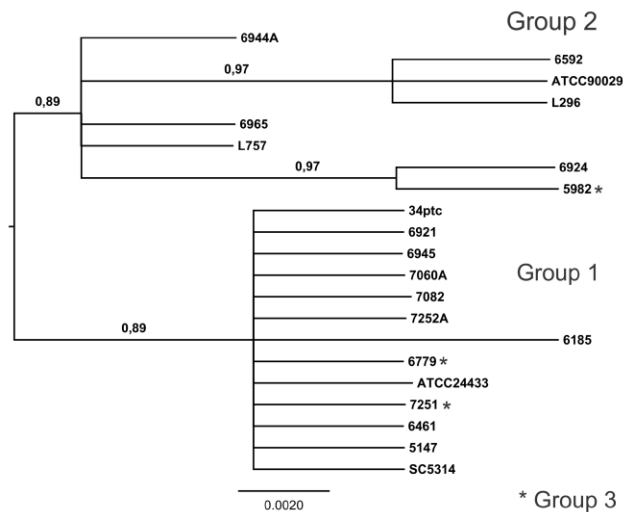 Group 2
6944A
6592
0,97
ATCC90029
0,89
L296
6965
L757
0,97
6924
5982 *
34ptc
6921
6945
Group 1
7060A
7082
7252A
0,89
6185
6779 *
ATCC24433
7251 *
6461
5147
SC5314
0.0020
* Group 3